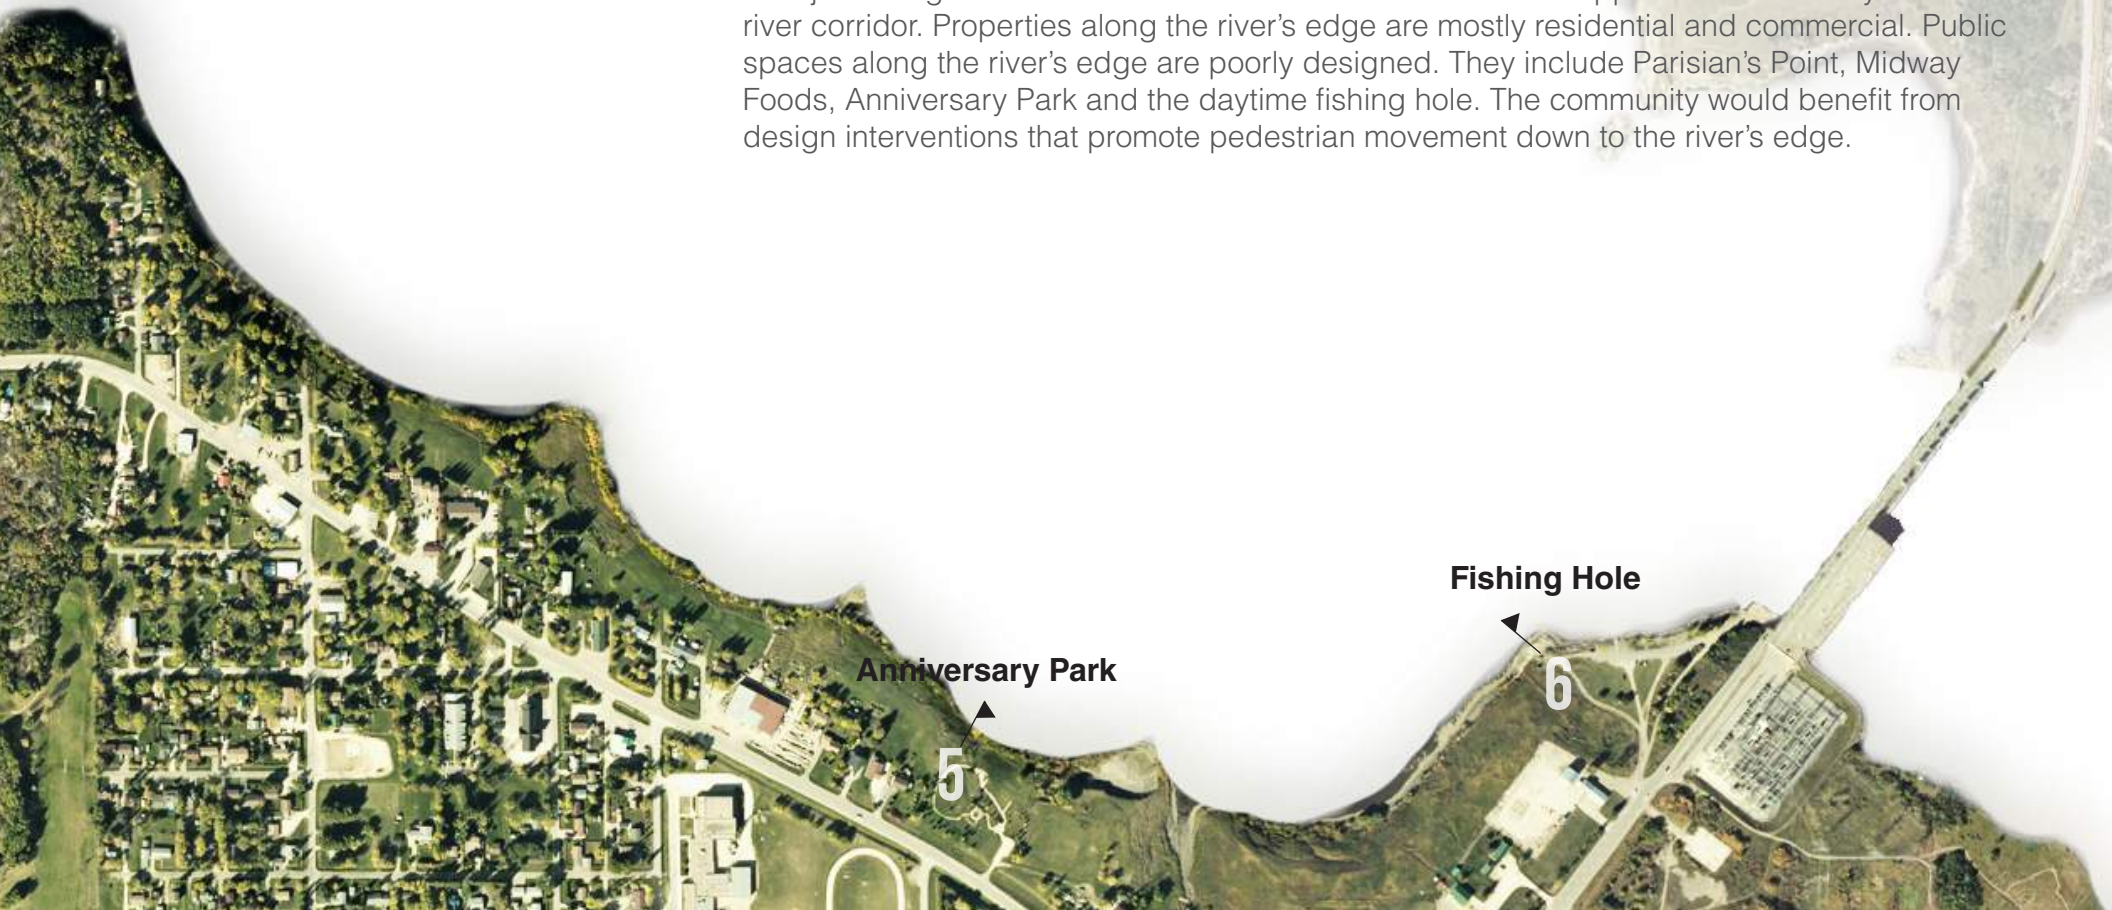 river corridor. Properties along the river's edge are mostly residential and commercial. Public
spaces along the river's edge are poorly designed. They include Parisian's Point, Midway
Foods, Anniversary Park and the daytime fishing hole. The community would benefit from
design interventions that promote pedestrian movement down to the river's edge.
Fishing Hole
6
Anniversary Park
5